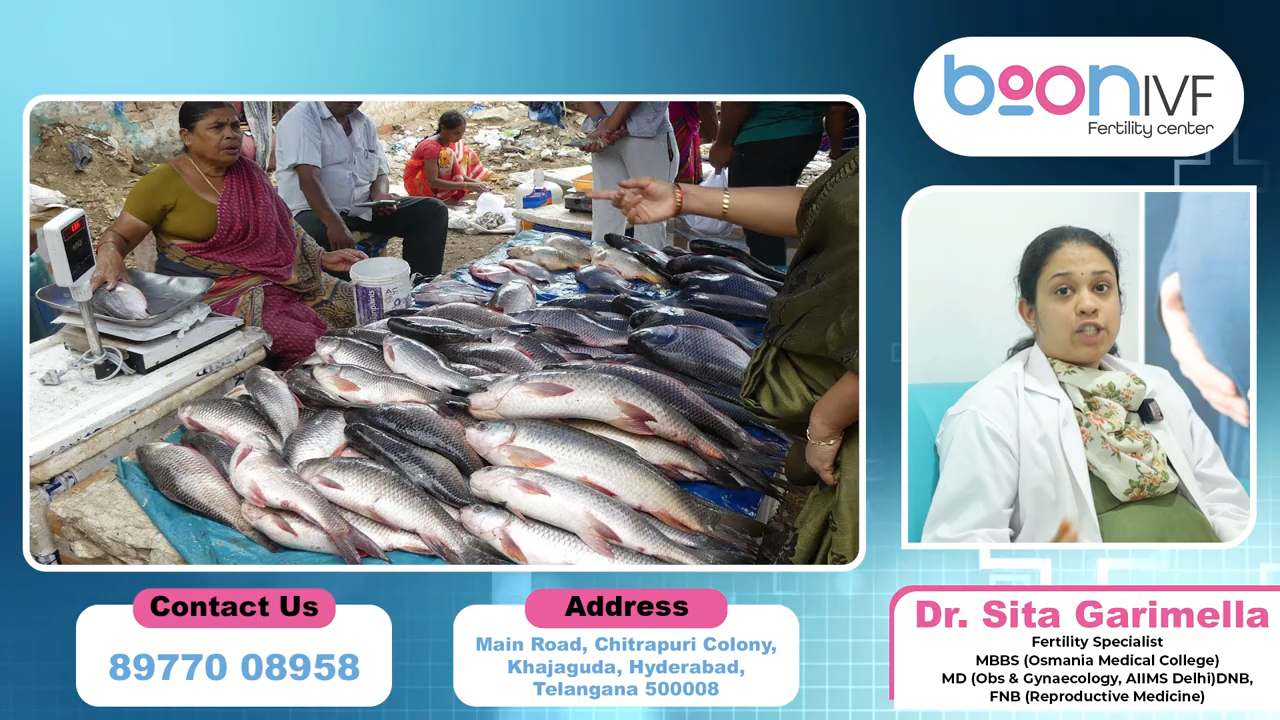 boon IVF
Fertility center
Contact Us
89770 08958
Address
Main Road, Chitrapuri Colony,
Khajaguda, Hyderabad,
Telangana 500008
Dr. Sita Garimella
Fertility Specialist
MBBS (Osmania Medical College)
MD (Obs & Gynaecology, AIIMS Delhi)DNB,
FNB (Reproductive Medicine)